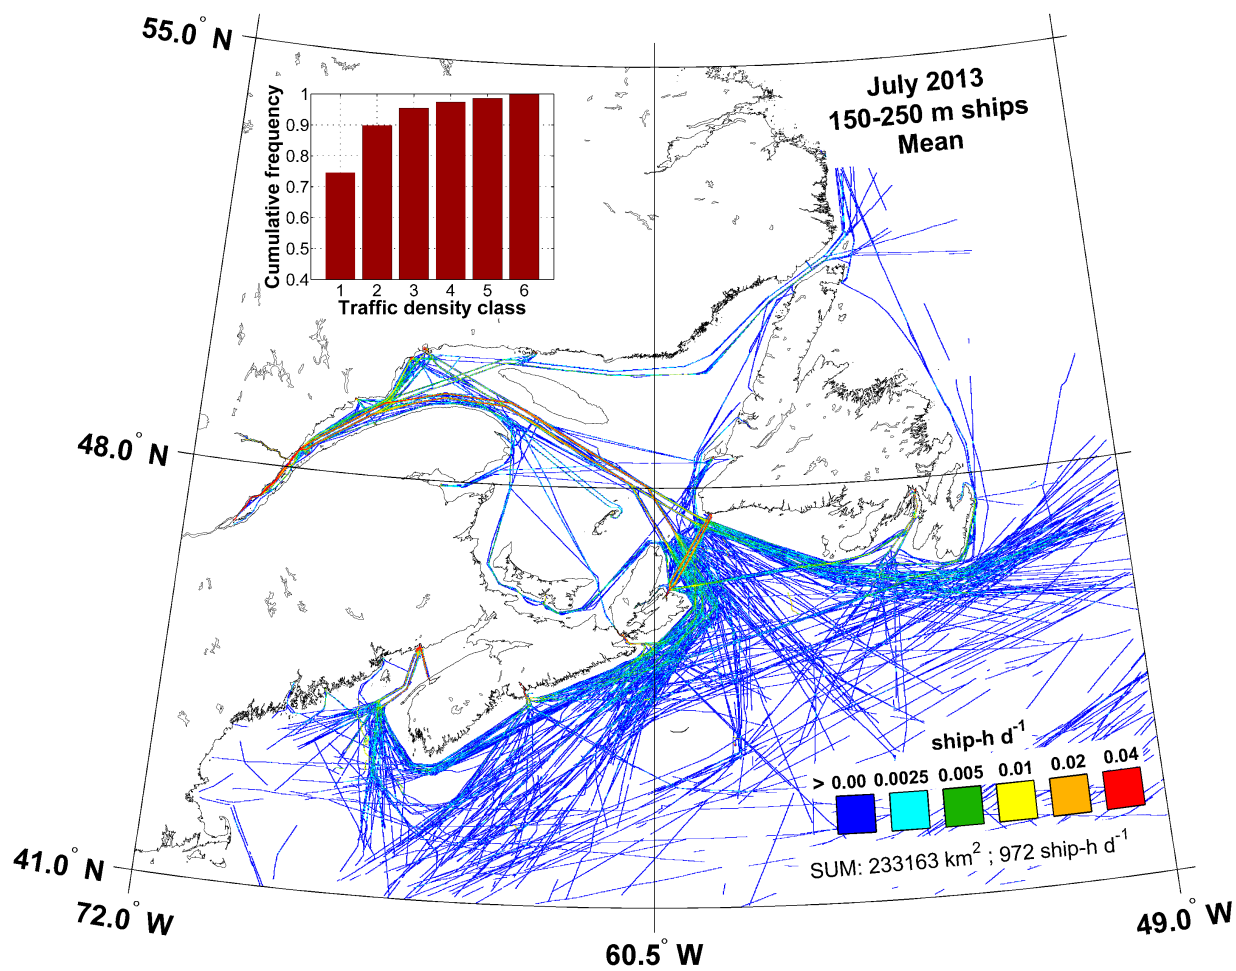 55.0° N
July 2013
150-250 m ships
Mean
Cumulative frequency
1
0.9
0.8
0.7
0.6
0.5
0.4
1 2 3 4 5 6
Traffic density class
48.0° N
ship-h d⁻¹
> 0.00 0.0025 0.005 0.01 0.02 0.04
SUM: 233163 km² ; 972 ship-h d⁻¹
41.0° N
72.0° W
60.5° W
49.0° W